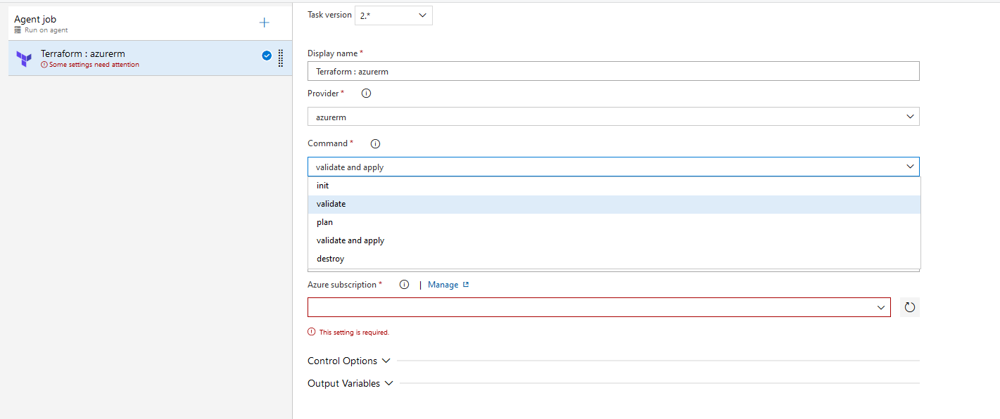 Agent job
Run on agent
Terraform : azurerm
Some settings need attention
Task version 2.*
Display name *
Terraform : azurerm
Provider *
azurerm
Command *
validate and apply
init
validate
plan
validate and apply
destroy
Azure subscription * | Manage
This setting is required.
Control Options
Output Variables